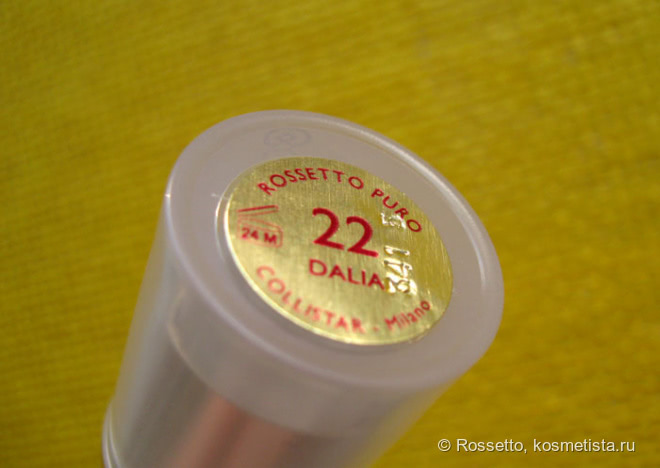 ROSSETTO PURO
24 M
22
DALIA
COLLISTAR - Milano
© Rossetto, kosmetista.ru